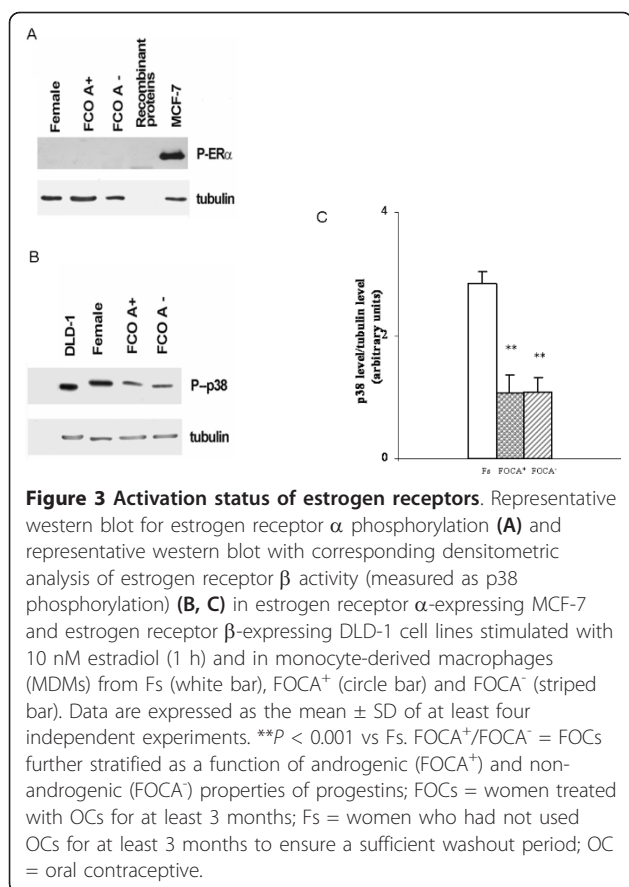 A
Female
FCO A+
FCO A -
Recombinant
proteins
MCF-7
P-ERα
tubulin
B
DLD-1
Female
FCO A+
FCO A -
P-p38
tubulin
C
p38 level/tubulin level
(arbitrary units)
4
2
0
**
**
Fs FOCA⁺ FOCA⁻
Figure 3 Activation status of estrogen receptors. Representative
western blot for estrogen receptor α phosphorylation (A) and
representative western blot with corresponding densitometric
analysis of estrogen receptor β activity (measured as p38
phosphorylation) (B, C) in estrogen receptor α-expressing MCF-7
and estrogen receptor β-expressing DLD-1 cell lines stimulated with
10 nM estradiol (1 h) and in monocyte-derived macrophages
(MDMs) from Fs (white bar), FOCA⁺ (circle bar) and FOCA⁻ (striped
bar). Data are expressed as the mean ± SD of at least four
independent experiments. **P < 0.001 vs Fs. FOCA⁺/FOCA⁻ = FOCs
further stratified as a function of androgenic (FOCA⁺) and non-
androgenic (FOCA⁻) properties of progestins; FOCs = women treated
with OCs for at least 3 months; Fs = women who had not used
OCs for at least 3 months to ensure a sufficient washout period; OC
= oral contraceptive.